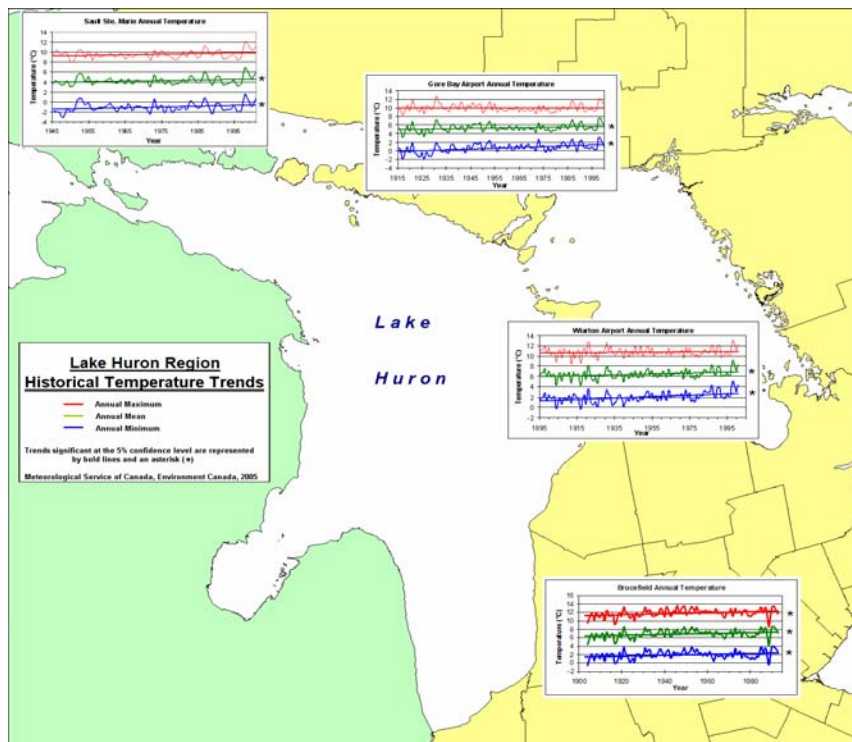 Sault Ste. Marie Annual Temperature
Temperature (°C)
14
12
10
8
6
4
2
0
-2
-4
1945 1955 1965 1975 1985 1995
Year
*
*
Gore Bay Airport Annual Temperature
Temperature (°C)
14
12
10
8
6
4
2
0
-2
-4
1915 1925 1935 1945 1955 1965 1975 1985 1995
Year
*
*
Lake
Huron
Wiarton Airport Annual Temperature
Temperature (°C)
14
12
10
8
6
4
2
0
-2
1895 1915 1935 1955 1975 1995
Year
*
*
Lake Huron Region
Historical Temperature Trends
Annual Maximum
Annual Mean
Annual Minimum
Trends significant at the 5% confidence level are represented
by bold lines and an asterisk (*)
Meteorological Service of Canada, Environment Canada, 2005
Brucefield Annual Temperature
Temperature (°C)
16
14
12
10
8
6
4
2
0
-2
1900 1920 1940 1960 1980
Year
*
*
*